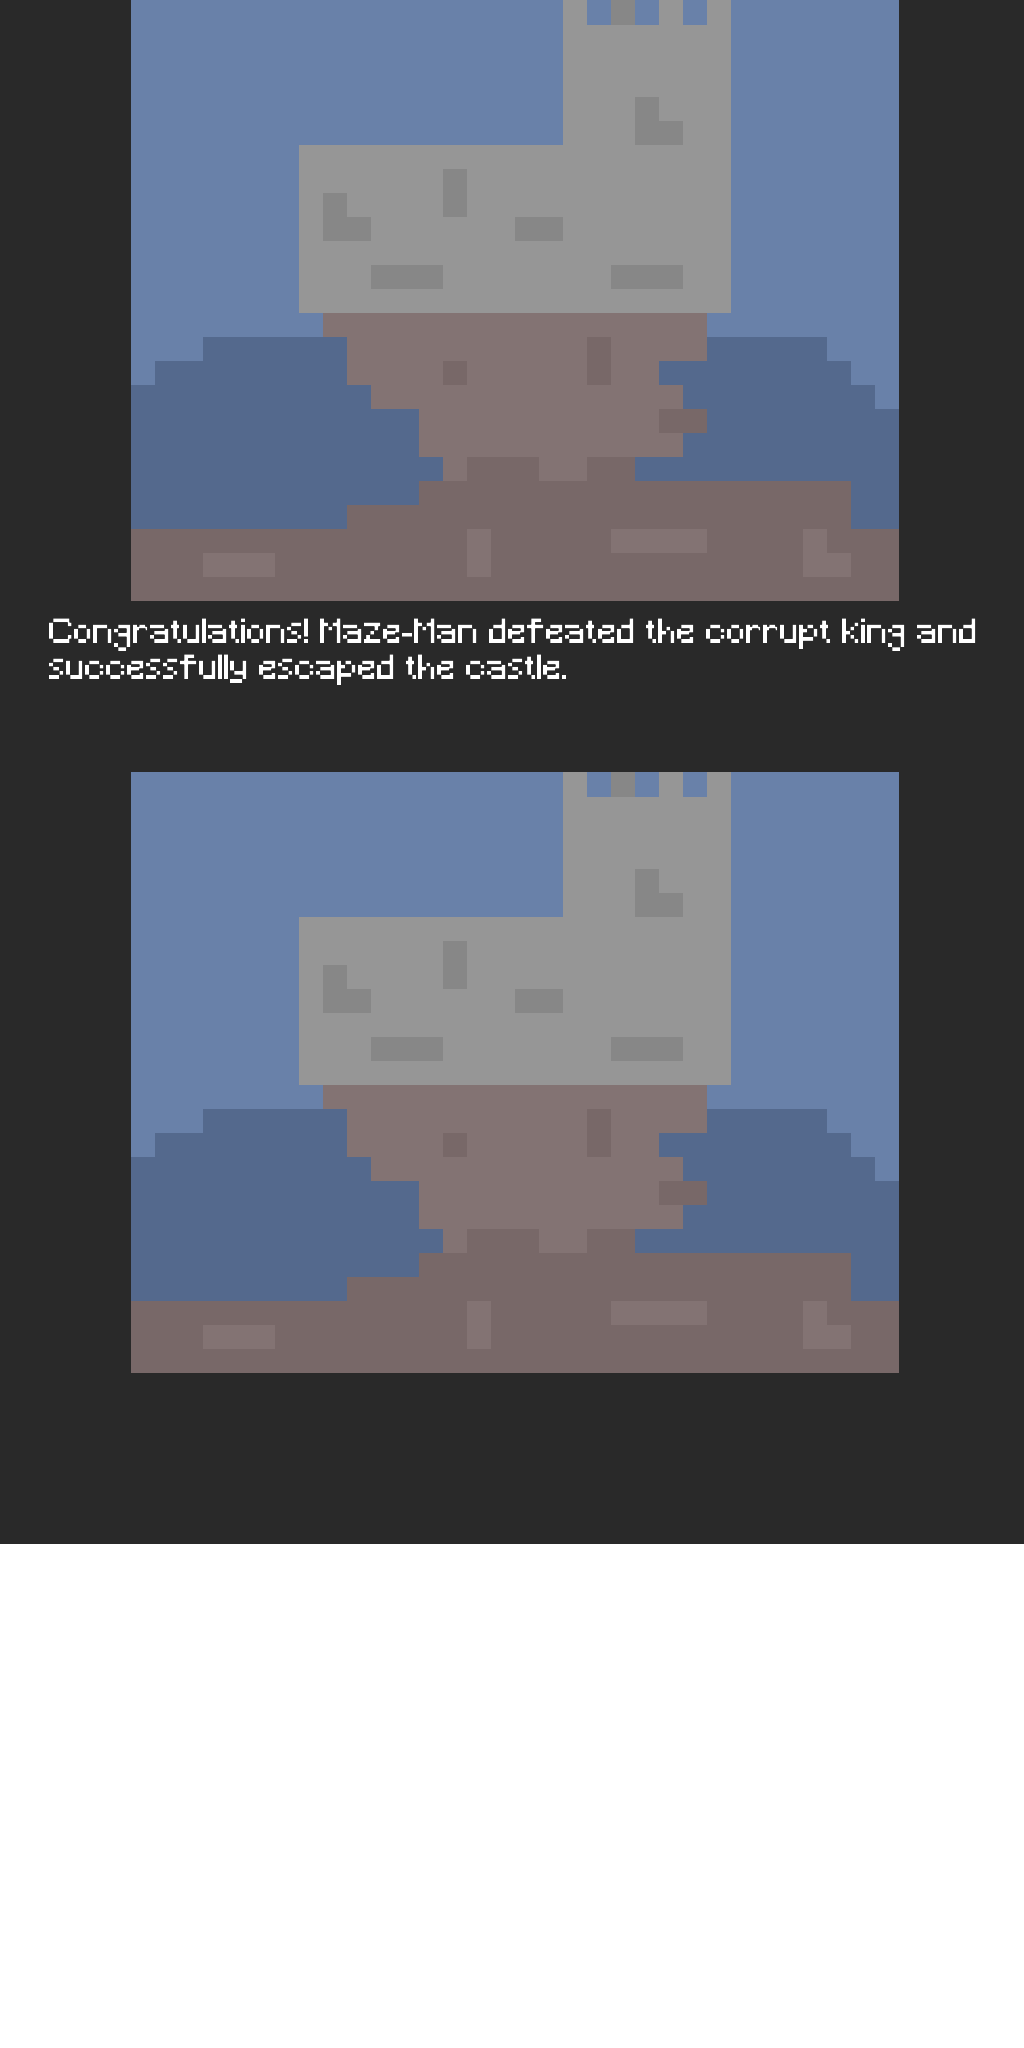 Congratulations! Maze-Man defeated the corrupt king and
successfully escaped the castle.